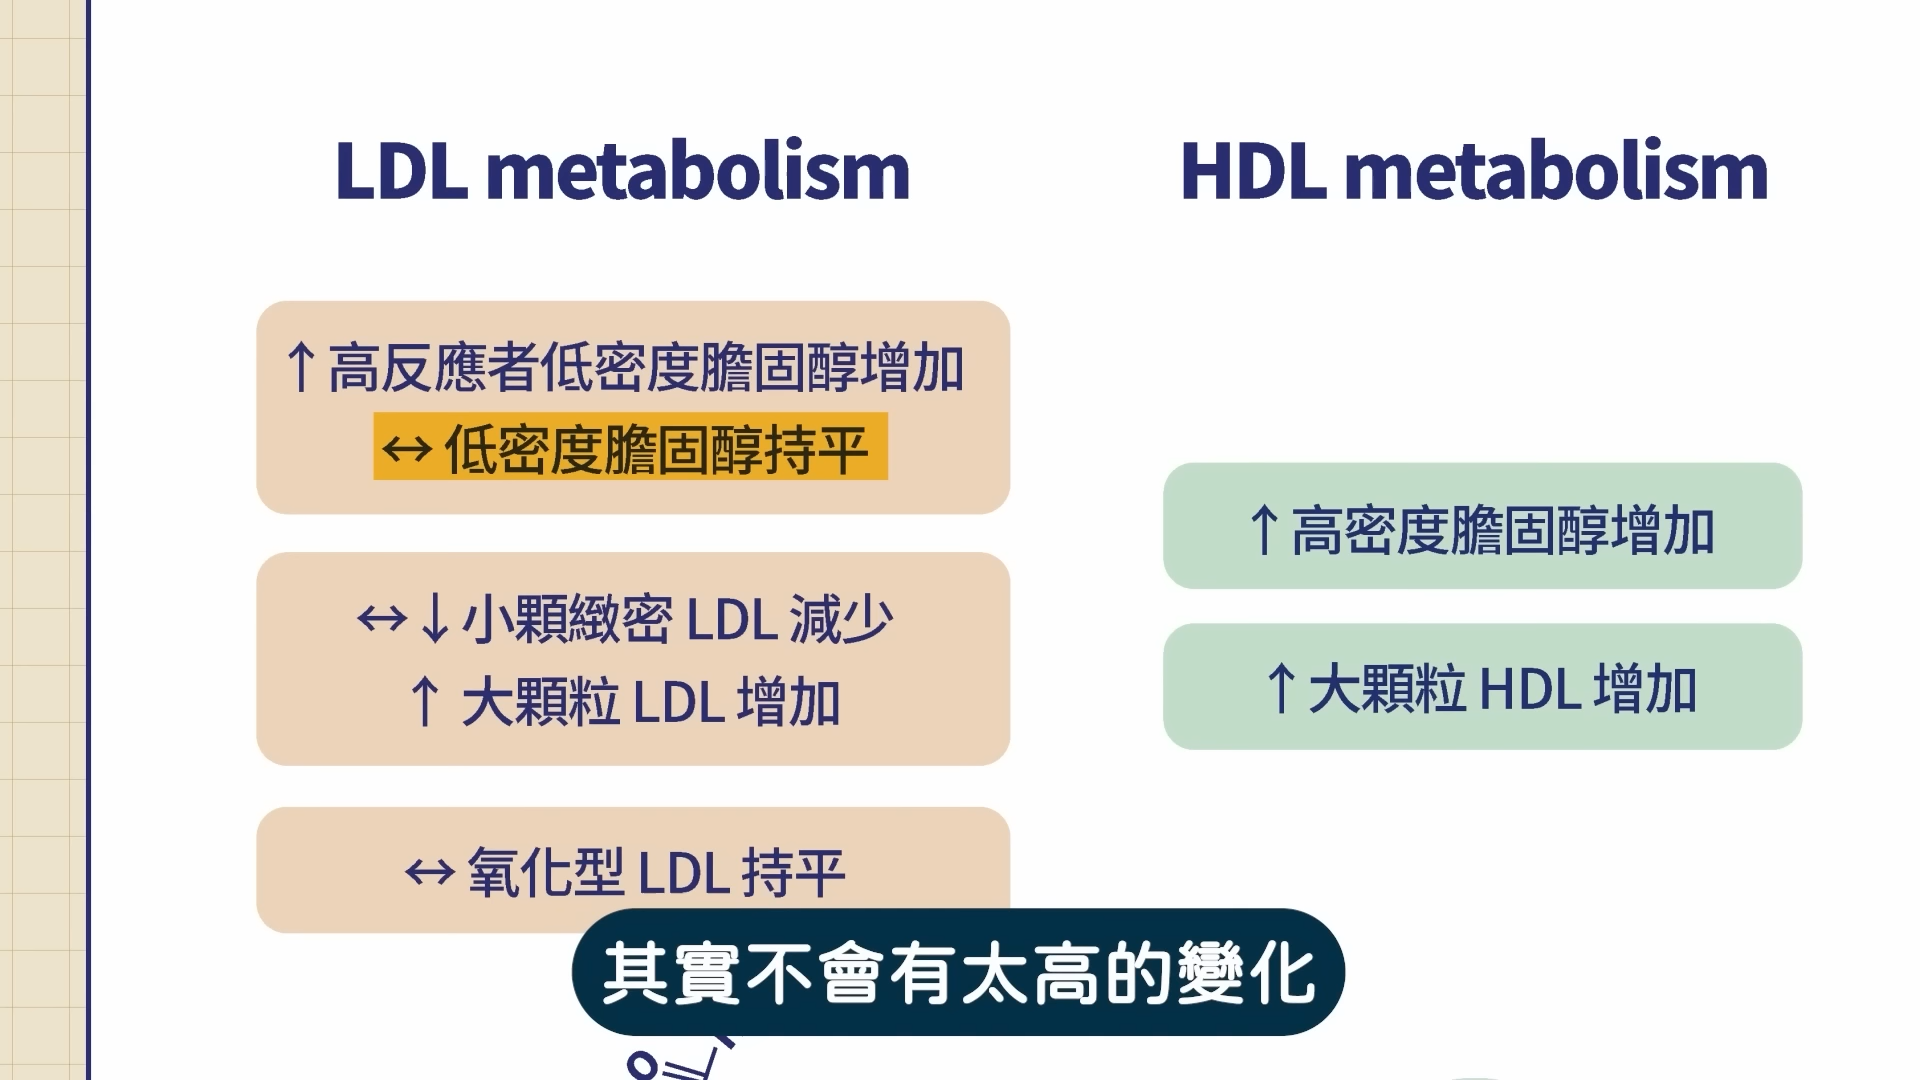 LDL metabolism
↑高反應者低密度膽固醇增加
↔低密度膽固醇持平
↔↓小顆緻密 LDL 減少
↑ 大顆粒 LDL 增加
↔氧化型 LDL 持平
HDL metabolism
↑高密度膽固醇增加
↑大顆粒 HDL 增加
其實不會有太高的變化